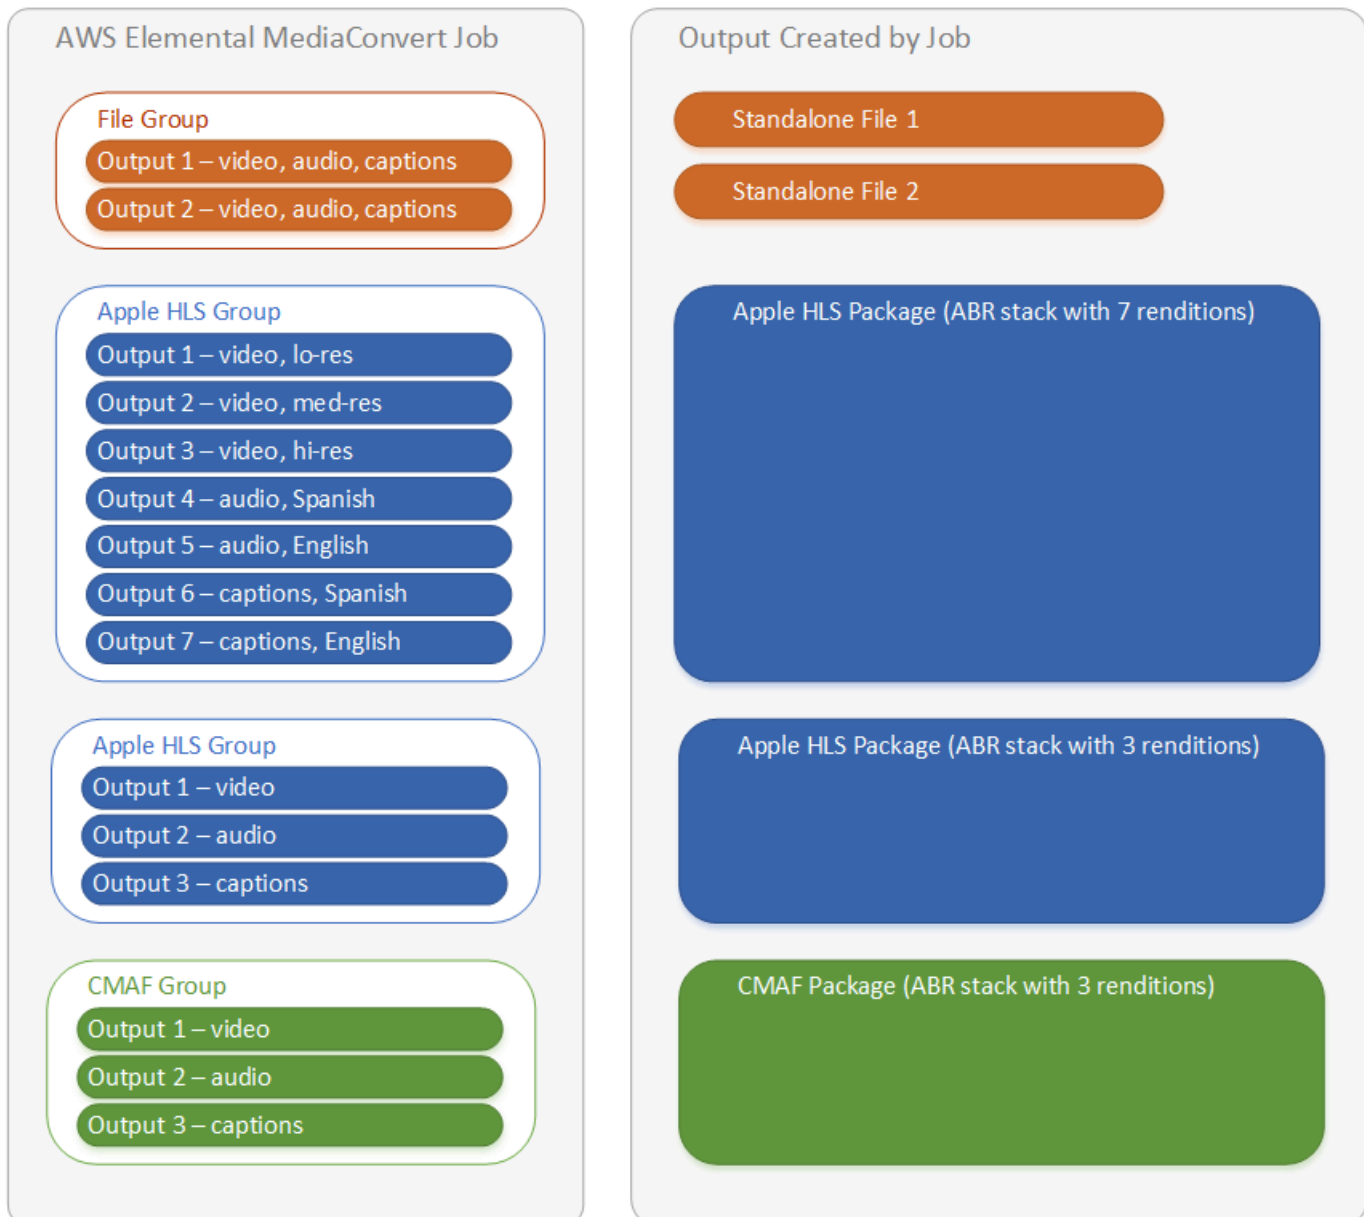 AWS Elemental MediaConvert Job
File Group
Output 1 – video, audio, captions
Output 2 – video, audio, captions
Apple HLS Group
Output 1 – video, lo-res
Output 2 – video, med-res
Output 3 – video, hi-res
Output 4 – audio, Spanish
Output 5 – audio, English
Output 6 – captions, Spanish
Output 7 – captions, English
Apple HLS Group
Output 1 – video
Output 2 – audio
Output 3 – captions
CMAF Group
Output 1 – video
Output 2 – audio
Output 3 – captions
Output Created by Job
Standalone File 1
Standalone File 2
Apple HLS Package (ABR stack with 7 renditions)
Apple HLS Package (ABR stack with 3 renditions)
CMAF Package (ABR stack with 3 renditions)